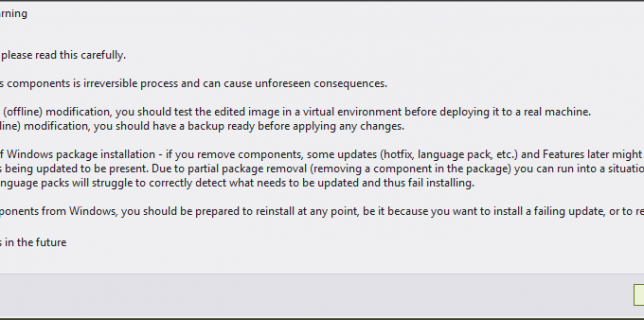 rning
please read this carefully.
s components is irreversible process and can cause unforeseen consequences.
(offline) modification, you should test the edited image in a virtual environment before deploying it to a real machine.
line) modification, you should have a backup ready before applying any changes.
f Windows package installation - if you remove components, some updates (hotfix, language pack, etc.) and Features later might
s being updated to be present. Due to partial package removal (removing a component in the package) you can run into a situatio
nguage packs will struggle to correctly detect what needs to be updated and thus fail installing.
ponents from Windows, you should be prepared to reinstall at any point, be it because you want to install a failing update, or to re
s in the future